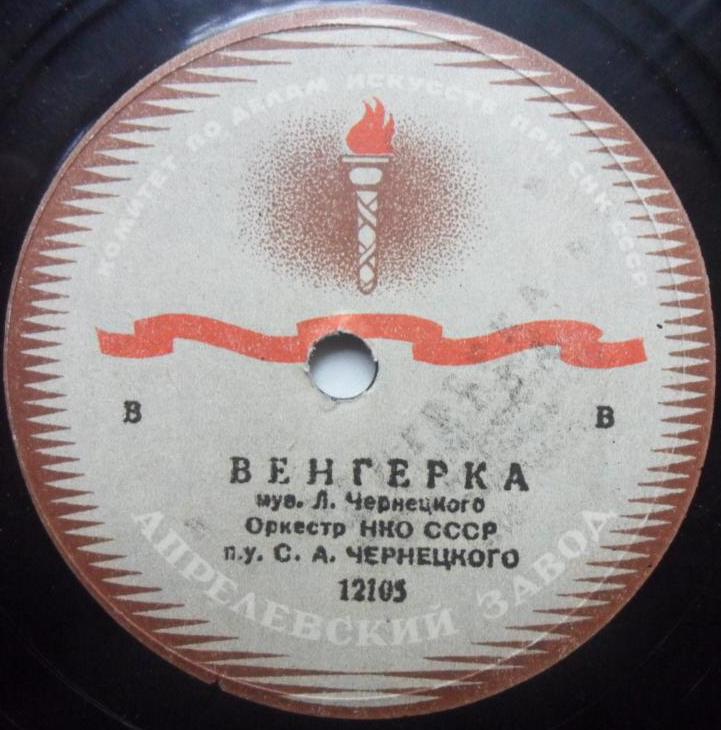 КОМИТЕТ ПО ДЕЛАМ ИСКУССТВ ПРИ СНК СССР
В В
ВЕНГЕРКА
муз. Л. Чернецкого
Оркестр НКО СССР
п.у. С. А. ЧЕРНЕЦКОГО
12105
АПРЕЛЕВСКИЙ ЗАВОД